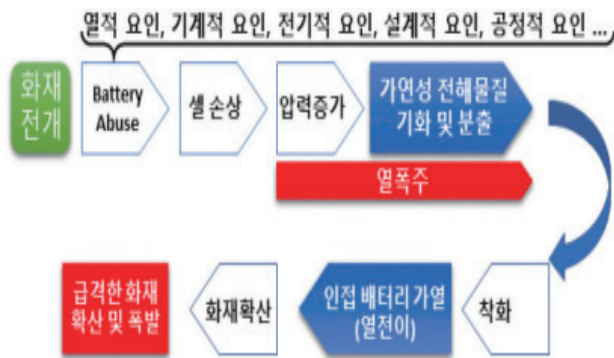 열적 요인, 기계적 요인, 전기적 요인, 설계적 요인, 공정적 요인 ...
화재
전개
Battery
Abuse
셀 손상
압력증가
가연성 전해물질
기화 및 분출
열폭주
착화
인접 배터리 가열
(열전이)
화재확산
급격한 화재
확산 및 폭발